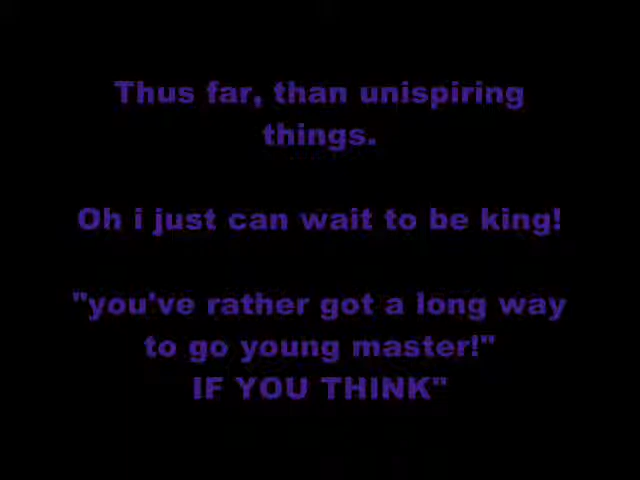 Thus far, than unispiring
things.
Oh i just can wait to be king!
"you've rather got a long way
to go young master!"
IF YOU THINK"